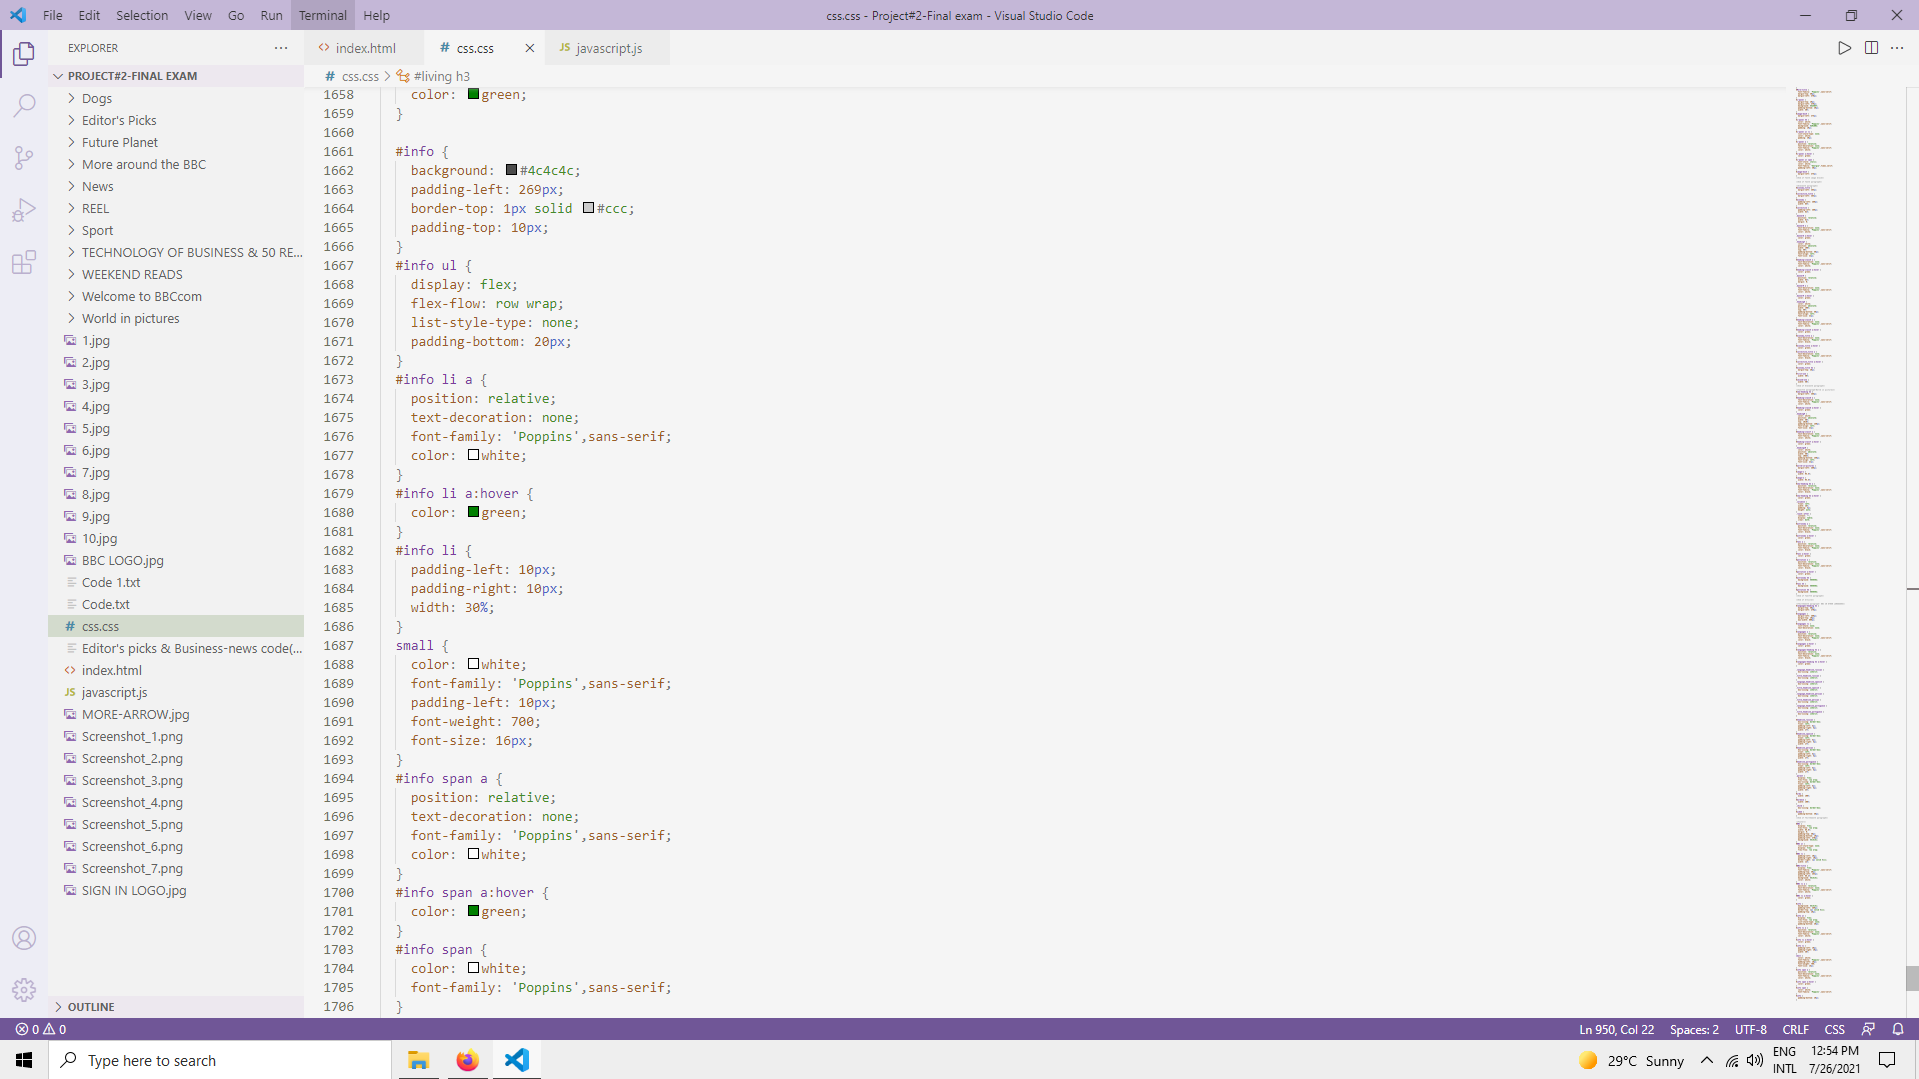 File Edit Selection View Go Run Terminal Help
css.css - Project#2-Final exam - Visual Studio Code
EXPLORER
index.html
css.css
JS javascript.js
PROJECT#2-FINAL EXAM
# css.css > #living h3
Dogs
Editor's Picks
Future Planet
More around the BBC
News
REEL
Sport
TECHNOLOGY OF BUSINESS & 50 RE...
WEEKEND READS
Welcome to BBCcom
World in pictures
1.jpg
2.jpg
3.jpg
4.jpg
5.jpg
6.jpg
7.jpg
8.jpg
9.jpg
10.jpg
BBC LOGO.jpg
Code 1.txt
Code.txt
# css.css
Editor's picks & Business-news code(...
index.html
JS javascript.js
MORE-ARROW.jpg
Screenshot_1.png
Screenshot_2.png
Screenshot_3.png
Screenshot_4.png
Screenshot_5.png
Screenshot_6.png
Screenshot_7.png
SIGN IN LOGO.jpg
OUTLINE
1658 color: green;
1659 }
1660
1661 #info {
1662 background: #4c4c4c;
1663 padding-left: 269px;
1664 border-top: 1px solid #ccc;
1665 padding-top: 10px;
1666 }
1667 #info ul {
1668 display: flex;
1669 flex-flow: row wrap;
1670 list-style-type: none;
1671 padding-bottom: 20px;
1672 }
1673 #info li a {
1674 position: relative;
1675 text-decoration: none;
1676 font-family: 'Poppins',sans-serif;
1677 color: white;
1678 }
1679 #info li a:hover {
1680 color: green;
1681 }
1682 #info li {
1683 padding-left: 10px;
1684 padding-right: 10px;
1685 width: 30%;
1686 }
1687 small {
1688 color: white;
1689 font-family: 'Poppins',sans-serif;
1690 padding-left: 10px;
1691 font-weight: 700;
1692 font-size: 16px;
1693 }
1694 #info span a {
1695 position: relative;
1696 text-decoration: none;
1697 font-family: 'Poppins',sans-serif;
1698 color: white;
1699 }
1700 #info span a:hover {
1701 color: green;
1702 }
1703 #info span {
1704 color: white;
1705 font-family: 'Poppins',sans-serif;
1706 }
0 0
Ln 950, Col 22 Spaces: 2 UTF-8 CRLF CSS
Type here to search
29°C Sunny
ENG
INTL
12:54 PM
7/26/2021